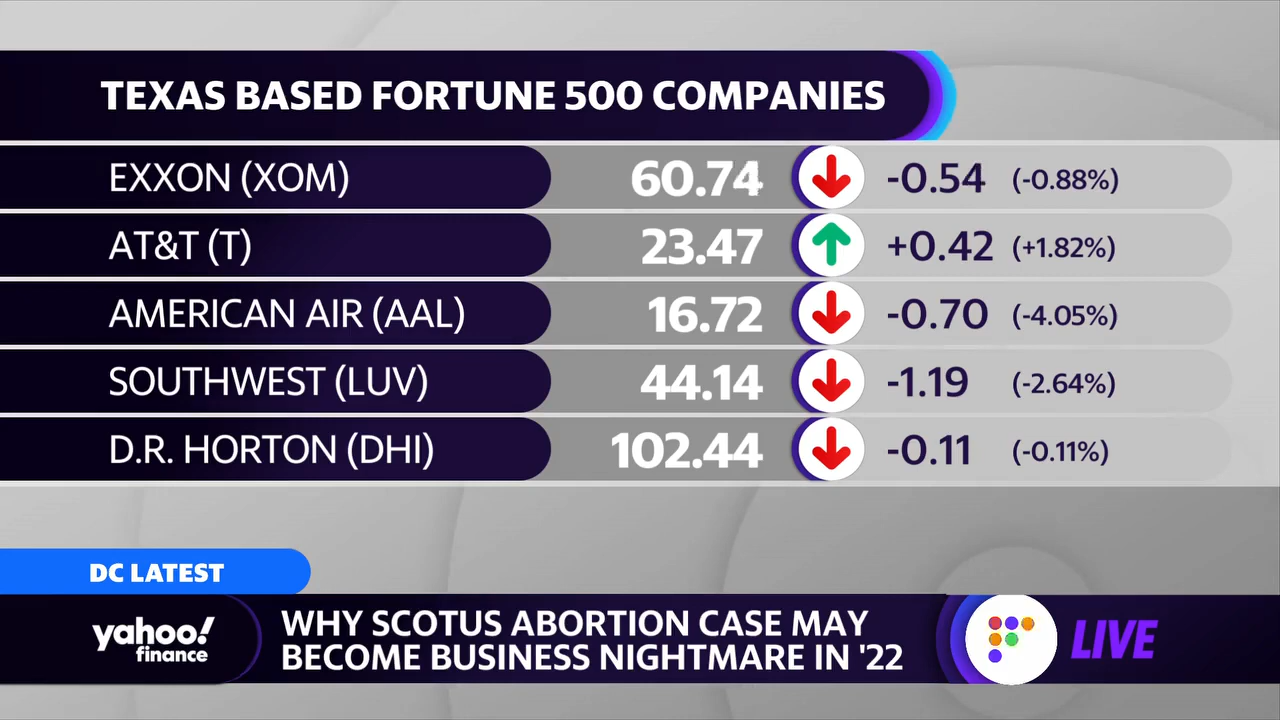 TEXAS BASED FORTUNE 500 COMPANIES
EXXON (XOM) 60.74 -0.54 (-0.88%)
AT&T (T) 23.47 +0.42 (+1.82%)
AMERICAN AIR (AAL) 16.72 -0.70 (-4.05%)
SOUTHWEST (LUV) 44.14 -1.19 (-2.64%)
D.R. HORTON (DHI) 102.44 -0.11 (-0.11%)
DC LATEST
yahoo!
finance
WHY SCOTUS ABORTION CASE MAY
BECOME BUSINESS NIGHTMARE IN '22
LIVE